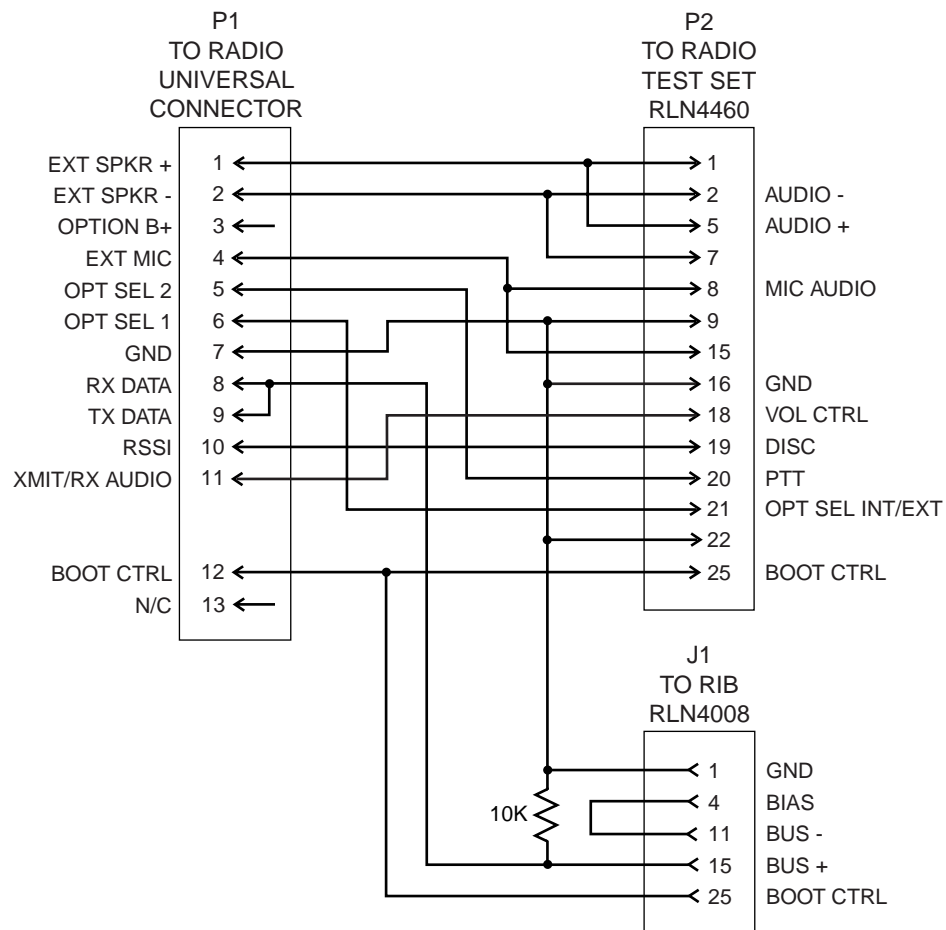 P1
TO RADIO
UNIVERSAL
CONNECTOR
EXT SPKR + 1
EXT SPKR - 2
OPTION B+ 3
EXT MIC 4
OPT SEL 2 5
OPT SEL 1 6
GND 7
RX DATA 8
TX DATA 9
RSSI 10
XMIT/RX AUDIO 11
BOOT CTRL 12
N/C 13
P2
TO RADIO
TEST SET
RLN4460
1
2 AUDIO -
5 AUDIO +
7
8 MIC AUDIO
9
15
16 GND
18 VOL CTRL
19 DISC
20 PTT
21 OPT SEL INT/EXT
22
25 BOOT CTRL
J1
TO RIB
RLN4008
1 GND
4 BIAS
11 BUS -
15 BUS +
25 BOOT CTRL
10K